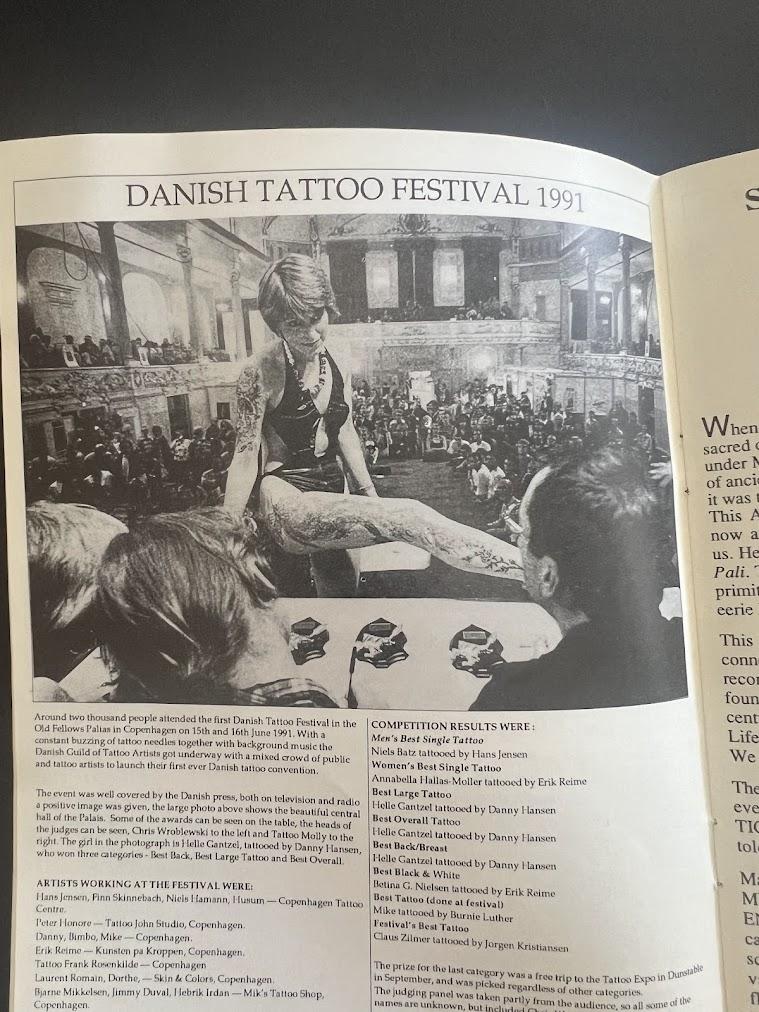 DANISH TATTOO FESTIVAL 1991
Around two thousand people attended the first Danish Tattoo Festival in the
Old Fellows Palias in Copenhagen on 15th and 16th June 1991. With a
constant buzzing of tattoo needles together with background music the
Danish Guild of Tattoo Artists got underway with a mixed crowd of public
and tattoo artists to launch their first ever Danish tattoo convention.
The event was well covered by the Danish press, both on television and radio
a positive image was given, the large photo above shows the beautiful central
hall of the Palais. Some of the awards can be seen on the table, the heads of
the judges can be seen, Chris Wroblewski to the left and Tattoo Molly to the
right. The girl in the photograph is Helle Gantzel, tattooed by Danny Hansen,
who won three categories - Best Back, Best Large Tattoo and Best Overall.
ARTISTS WORKING AT THE FESTIVAL WERE:
Hans Jensen, Finn Skinnebach, Niels Hamann, Husum — Copenhagen Tattoo
Centre.
Peter Honore — Tattoo John Studio, Copenhagen.
Danny, Bimbo, Mike — Copenhagen.
Erik Reime — Kunsten pa Kroppen, Copenhagen.
Tattoo Frank Rosenkilde — Copenhagen
Laurent Romain, Dorthe, — Skin & Colors, Copenhagen.
Bjarne Mikkelsen, Jimmy Duval, Hebrik Irdan — Mik's Tattoo Shop,
Copenhagen.
COMPETITION RESULTS WERE :
Men's Best Single Tattoo
Niels Batz tattooed by Hans Jensen
Women's Best Single Tattoo
Annabella Hallas-Moller tattooed by Erik Reime
Best Large Tattoo
Helle Gantzel tattooed by Danny Hansen
Best Overall Tattoo
Helle Gantzel tattooed by Danny Hansen
Best Back/Breast
Helle Gantzel tattooed by Danny Hansen
Best Black & White
Betina G. Nielsen tattooed by Erik Reime
Best Tattoo (done at festival)
Mike tattooed by Burnie Luther
Festival's Best Tattoo
Claus Zilmer tattooed by Jorgen Kristiansen
The prize for the last category was a free trip to the Tattoo Expo in Dunstable
in September, and was picked regardless of other categories.
The judging panel was taken partly from the audience, so all some of the
names are unknown, but included
S
When
sacred
under M
of anci
it was t
This A
now a
us. He
Pali.
primit
eerie
This
conn
recor
foun
cent
Life
We
The
eve
TIC
tol
Ma
M
EN
ca
sc
v